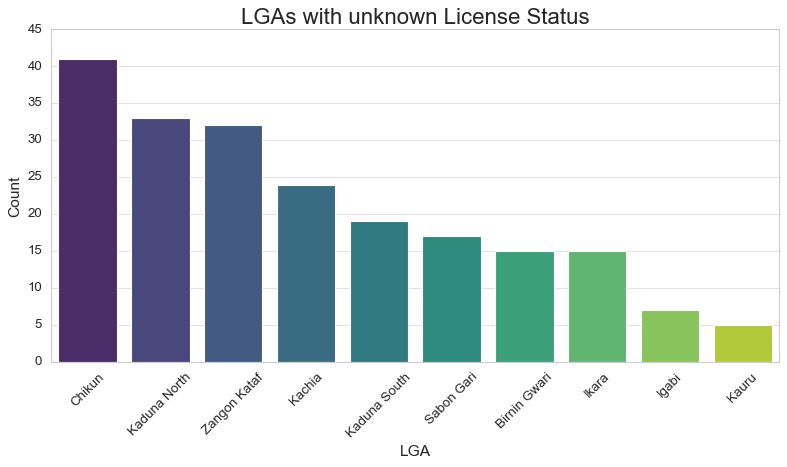 LGAs with unknown License Status
Count
45
40
35
30
25
20
15
10
5
0
Chikun
Kaduna North
Zangon Kataf
Kachia
Kaduna South
Sabon Gari
Birnin Gwari
Ikara
Igabi
Kauru
LGA